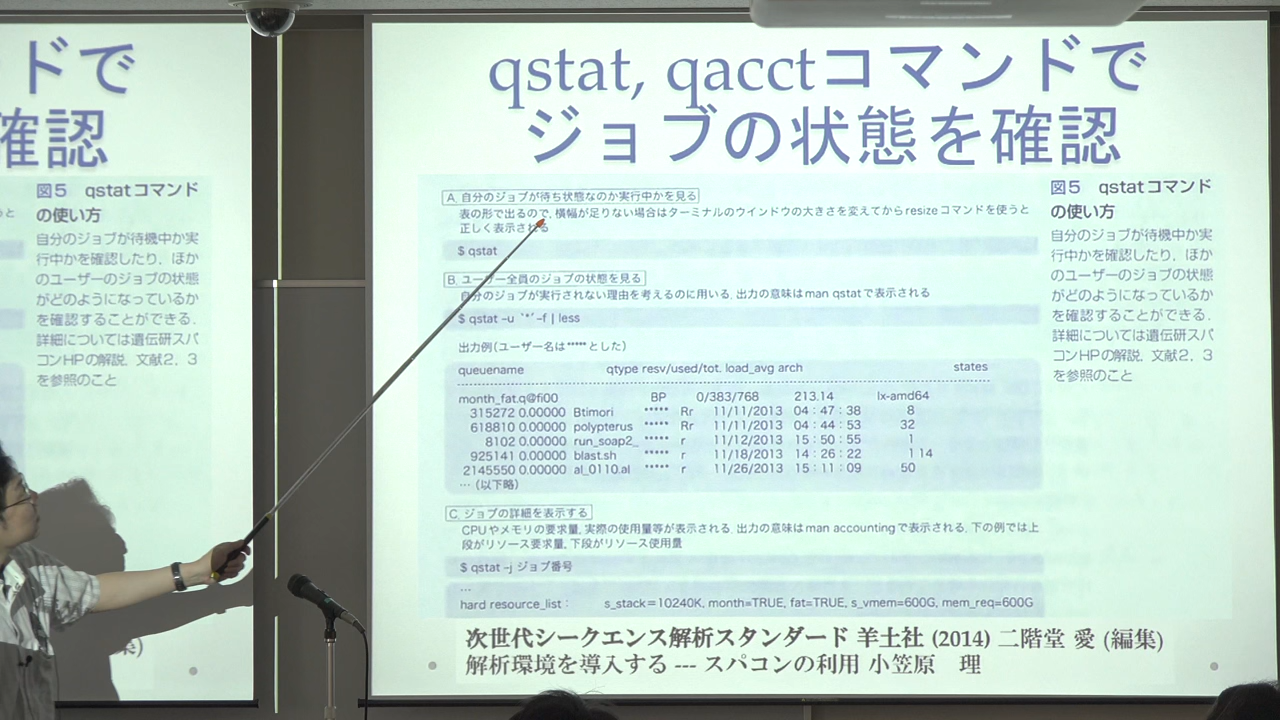 ドで
確認
図5 qstatコマンド
の使い方
自分のジョブが待機中か実
行中かを確認したり、ほか
のユーザーのジョブの状態
がどのようになっているか
を確認することができる．
詳細については遺伝研スパ
コンHPの解説，文献2，3
を参照のこと
qstat, qacctコマンドで
ジョブの状態を確認
A．自分のジョブが待ち状態なのか実行中かを見る
表の形で出るので，横幅が足りない場合はターミナルのウインドウの大きさを変えてからresizeコマンドを使うと
正しく表示される
$ qstat
B．ユーザー全員のジョブの状態を見る
自分のジョブが実行されない理由を考えるのに用いる．出力の意味はman qstatで表示される
$ qstat -u '*' -f | less
出力例（ユーザー名は*****とした）
queuename qtype resv/used/tot. load_avg arch states
month_fat.q@fi00 BP 0/383/768 213.14 lx-amd64
315272 0.00000 Btimori ***** Rr 11/11/2013 04：47：38 8
618810 0.00000 polypterus ***** Rr 11/11/2013 04：44：53 32
8102 0.00000 run_soap2_ ***** r 11/12/2013 15：50：55 1
925141 0.00000 blast.sh ***** r 11/18/2013 14：26：22 1 14
2145550 0.00000 al_0110.al ***** r 11/26/2013 15：11：09 50
…（以下略）
C．ジョブの詳細を表示する
CPUやメモリの要求量，実際の使用量等が表示される．出力の意味はman accountingで表示される．下の例では上
段がリソース要求量，下段がリソース使用量
$ qstat -j ジョブ番号
…
hard resource_list： s_stack=10240K, month=TRUE, fat=TRUE, s_vmem=600G, mem_req=600G
図5 qstatコマンド
の使い方
自分のジョブが待機中か実
行中かを確認したり、ほか
のユーザーのジョブの状態
がどのようになっているか
を確認することができる．
詳細については遺伝研スパ
コンHPの解説，文献2，3
を参照のこと
次世代シークエンス解析スタンダード 羊土社 (2014) 二階堂 愛 (編集)
解析環境を導入する --- スパコンの利用 小笠原 理